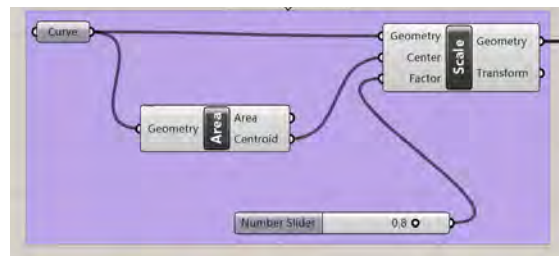 Curve
Geometry
Center
Factor
Scale
Geometry
Transform
Geometry
Area
Area
Centroid
Number Slider
0.8